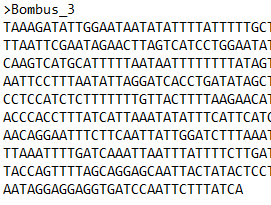 >Bombus_3
TAAAGATATTGGAATAATATATTTTATTTTTGCT
TTAATTCGAATAGAACTTAGTCATCCTGGAATAT
CAAGTCATGCATTTTTAATAATTTTTTTTATAGT
AATTCCTTTAATATTAGGATCACCTGATATAGCT
CCTCCATCTCTTTTTTTGTTACTTTTAAGAACAT
ACCCACCTTTATCATTAAATATATTTCATTCATC
AACAGGAATTTCTTCAATTATTGGATCTTTAAAT
TTAAATTTTGATCAAATTAATTTATTTTCTTGAT
TACCAGTTTTAGCAGGAGCAATTACTATACTCCT
AATAGGAGGAGGTGATCCAATTCTTTATCA